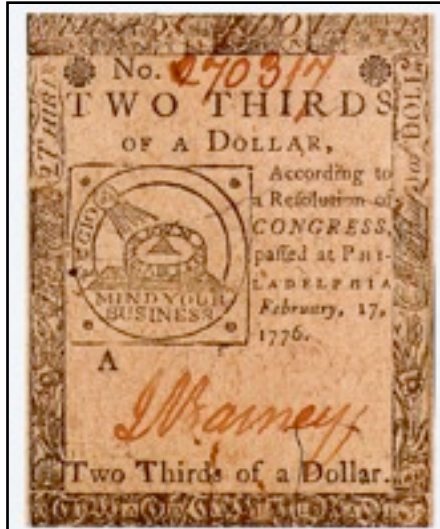 No. 270317
TWO THIRDS
OF A DOLLAR,
According to
a Resolution of
CONGRESS,
passed at PHI-
LADELPHIA
February, 17,
1776.
FUGIO
MIND YOUR
BUSINESS
A
Two Thirds of a Dollar.